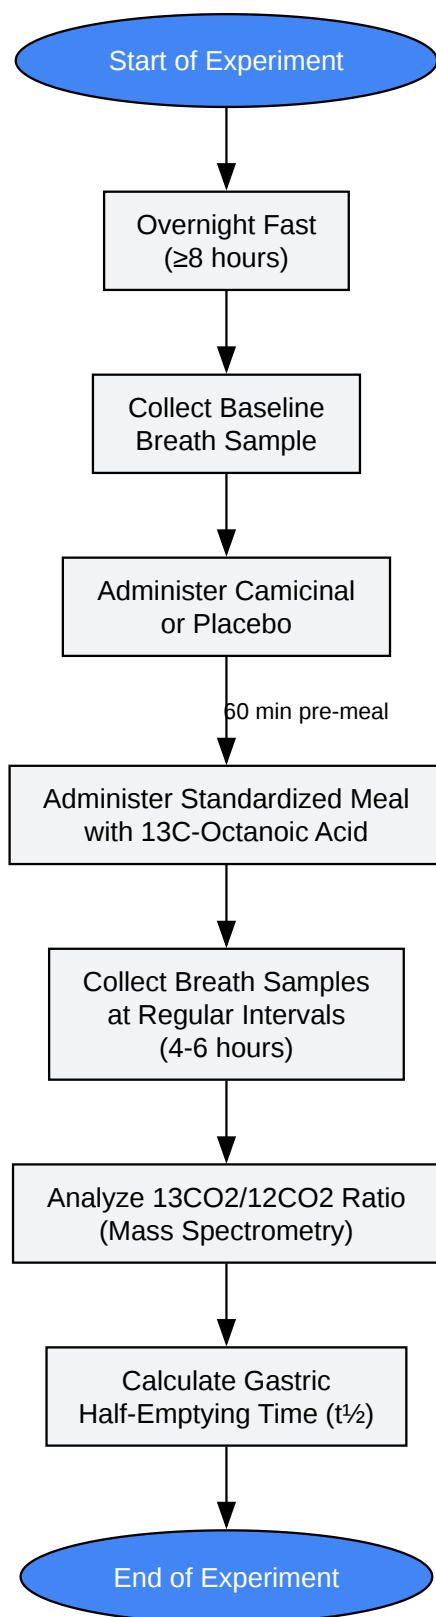 Start of Experiment
Overnight Fast
(≥8 hours)
Collect Baseline
Breath Sample
Administer Camicinal
or Placebo
60 min pre-meal
Administer Standardized Meal
with 13C-Octanoic Acid
Collect Breath Samples
at Regular Intervals
(4-6 hours)
Analyze 13CO2/12CO2 Ratio
(Mass Spectrometry)
Calculate Gastric
Half-Emptying Time (t½)
End of Experiment